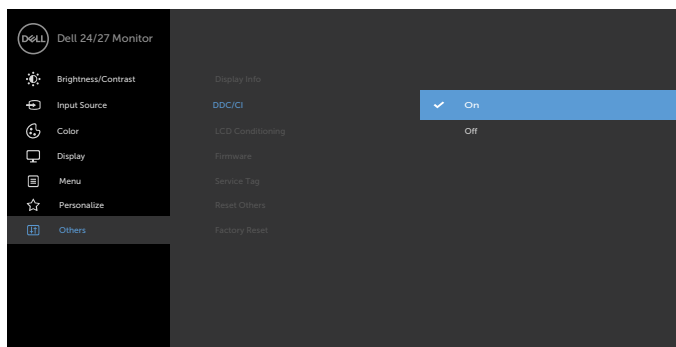 DELL
Dell 24/27 Monitor
Brightness/Contrast
Input Source
Color
Display
Menu
Personalize
Others
Display Info
DDC/CI
LCD Conditioning
Firmware
Service Tag
Reset Others
Factory Reset
On
Off